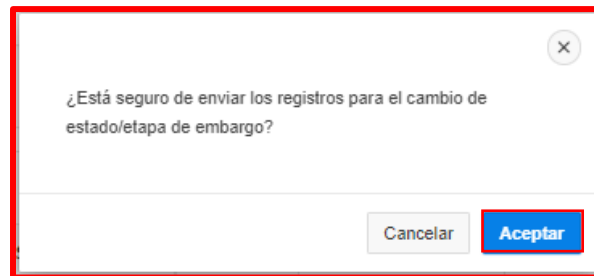 ¿Está seguro de enviar los registros para el cambio de
estado/etapa de embargo?
Cancelar
Aceptar